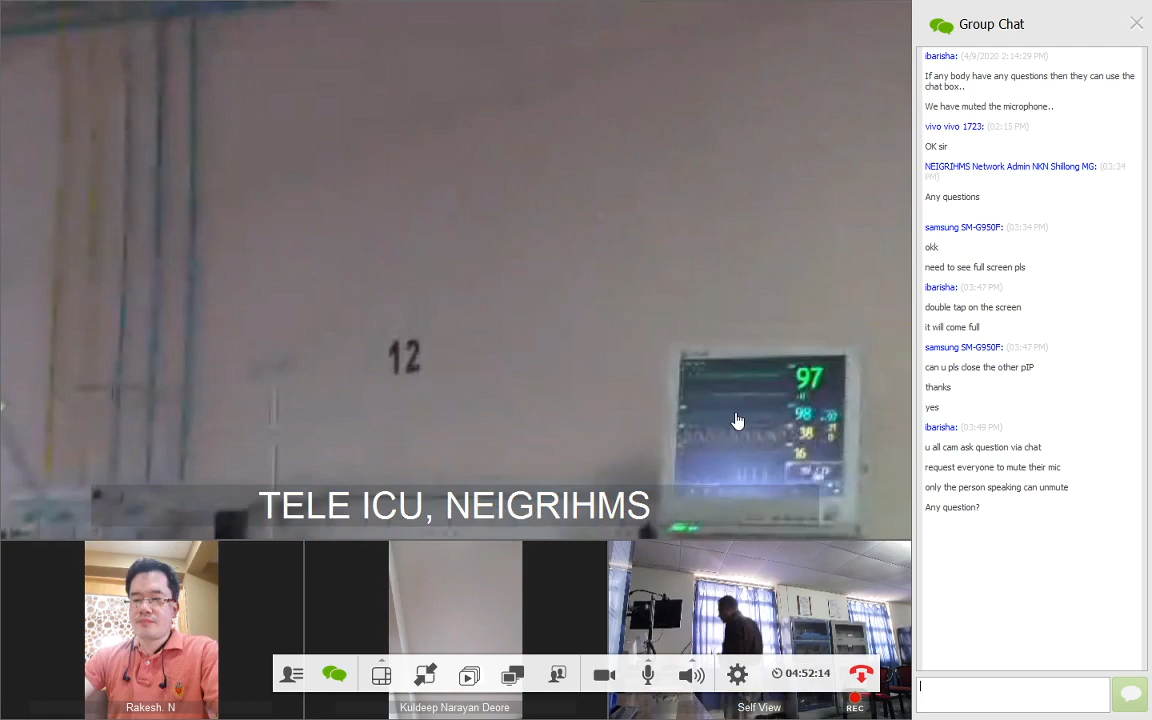 12
97
98
97
38
16
TELE ICU, NEIGRIHMS
Rakesh. N
Kuldeep Narayan Deore
Self View
04:52:14
REC
Group Chat
ibarisha: (4/9/2020 2:14:29 PM)
If any body have any questions then they can use the
chat box..
We have muted the microphone..
vivo vivo 1723: (02:15 PM)
OK sir
NEIGRIHMS Network Admin NKN Shillong MG: (03:34
PM)
Any questions
samsung SM-G950F: (03:34 PM)
okk
need to see full screen pls
ibarisha: (03:47 PM)
double tap on the screen
it will come full
samsung SM-G950F: (03:47 PM)
can u pls close the other pIP
thanks
yes
ibarisha: (03:49 PM)
u all cam ask question via chat
request everyone to mute their mic
only the person speaking can unmute
Any question?